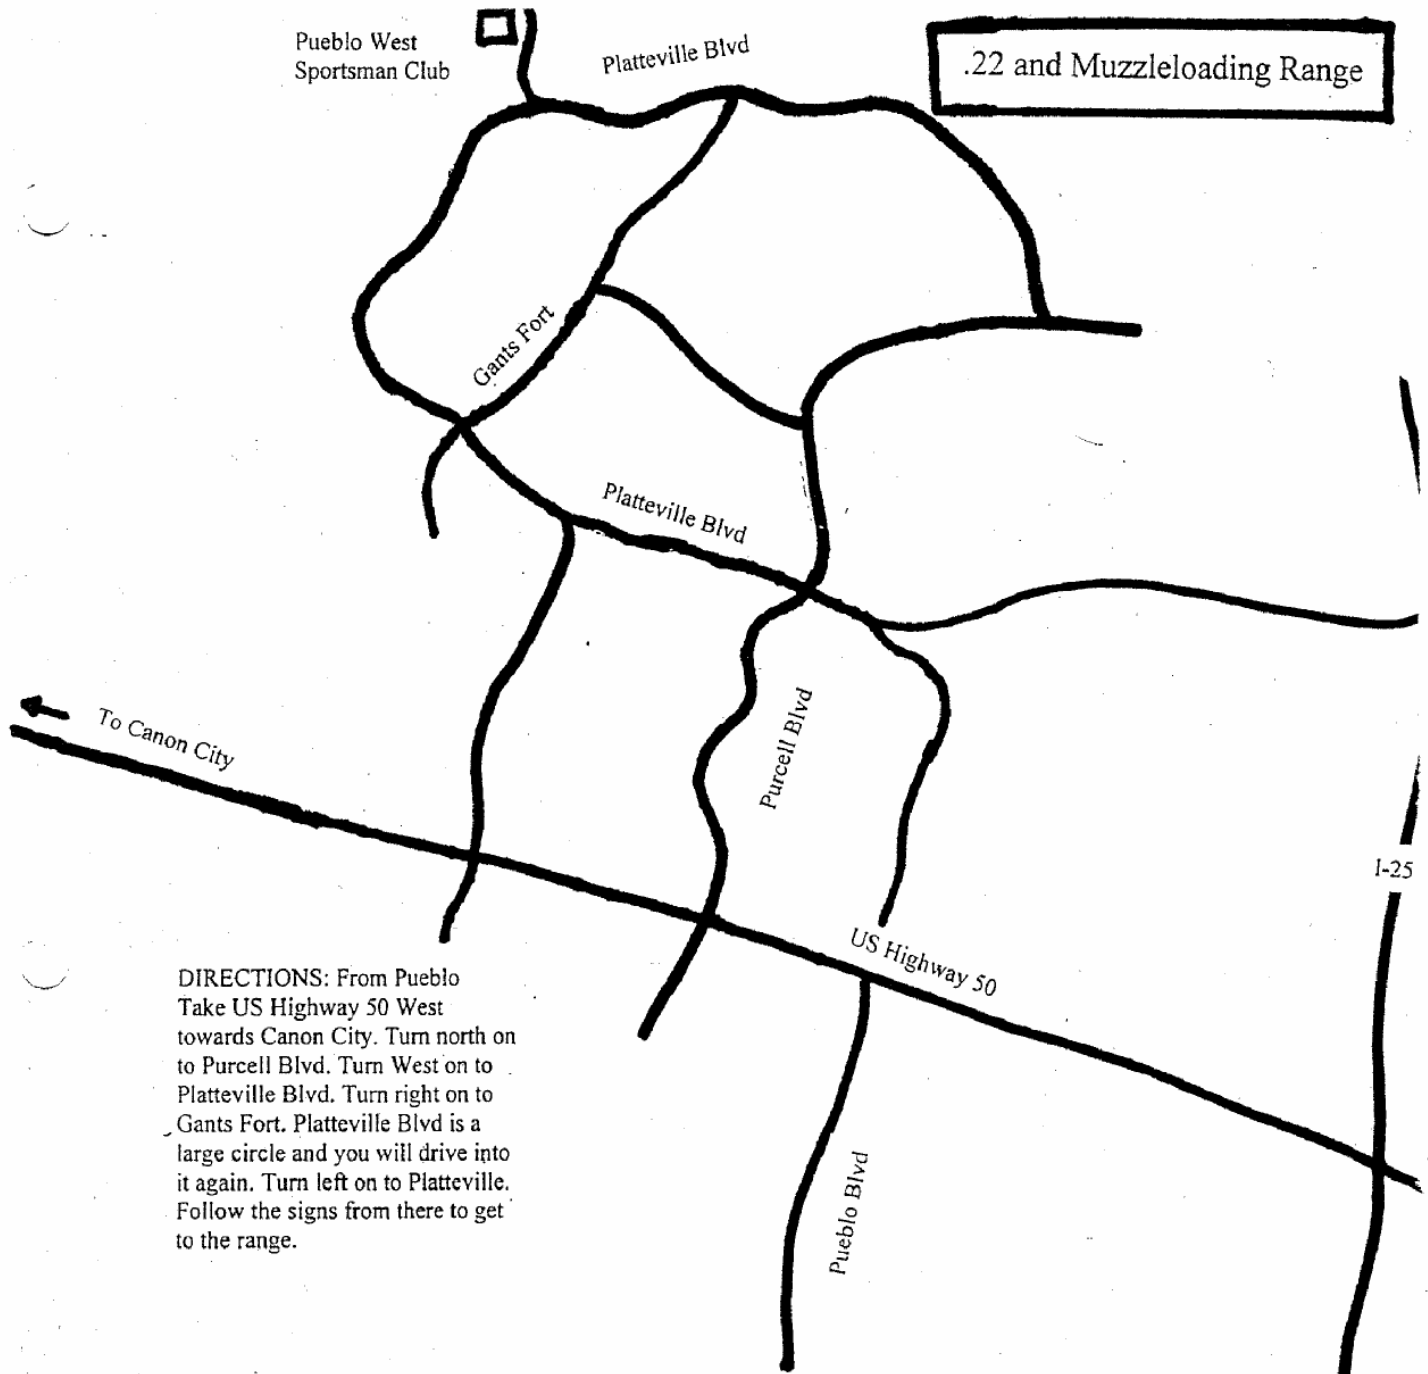 Pueblo West
Sportsman Club
Platteville Blvd
.22 and Muzzleloading Range
Gants Fort
Platteville Blvd
To Canon City
Purcell Blvd
I-25
US Highway 50
DIRECTIONS: From Pueblo
Take US Highway 50 West
towards Canon City. Turn north on
to Purcell Blvd. Turn West on to
Platteville Blvd. Turn right on to
Gants Fort. Platteville Blvd is a
large circle and you will drive into
it again. Turn left on to Platteville.
Follow the signs from there to get
to the range.
Pueblo Blvd